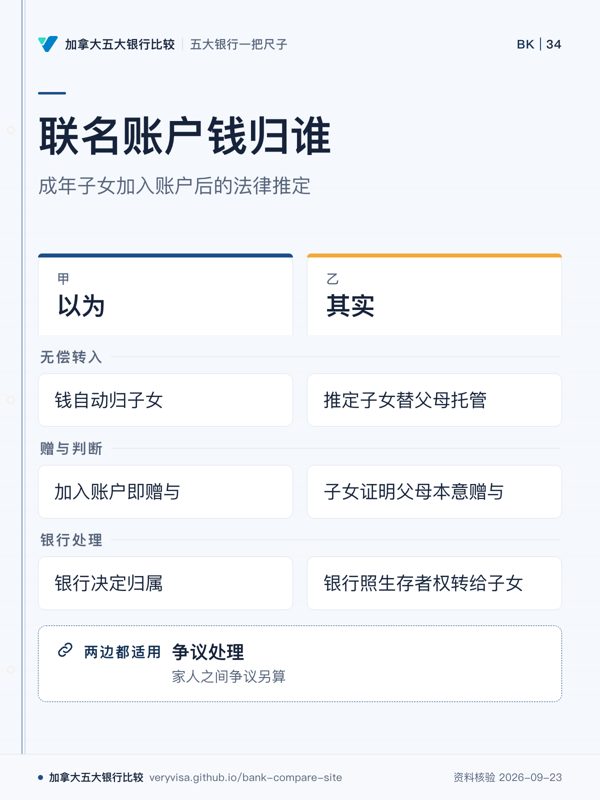 加拿大五大银行比较 五大银行一把尺子 BK | 34
联名账户钱归谁
成年子女加入账户后的法律推定
甲
以为
乙
其实
无偿转入
钱自动归子女
推定子女替父母托管
赠与判断
加入账户即赠与
子女证明父母本意赠与
银行处理
银行决定归属
银行照生存者权转给子女
两边都适用 争议处理
家人之间争议另算
加拿大五大银行比较 veryvisa.github.io/bank-compare-site 资料核验 2026-09-23